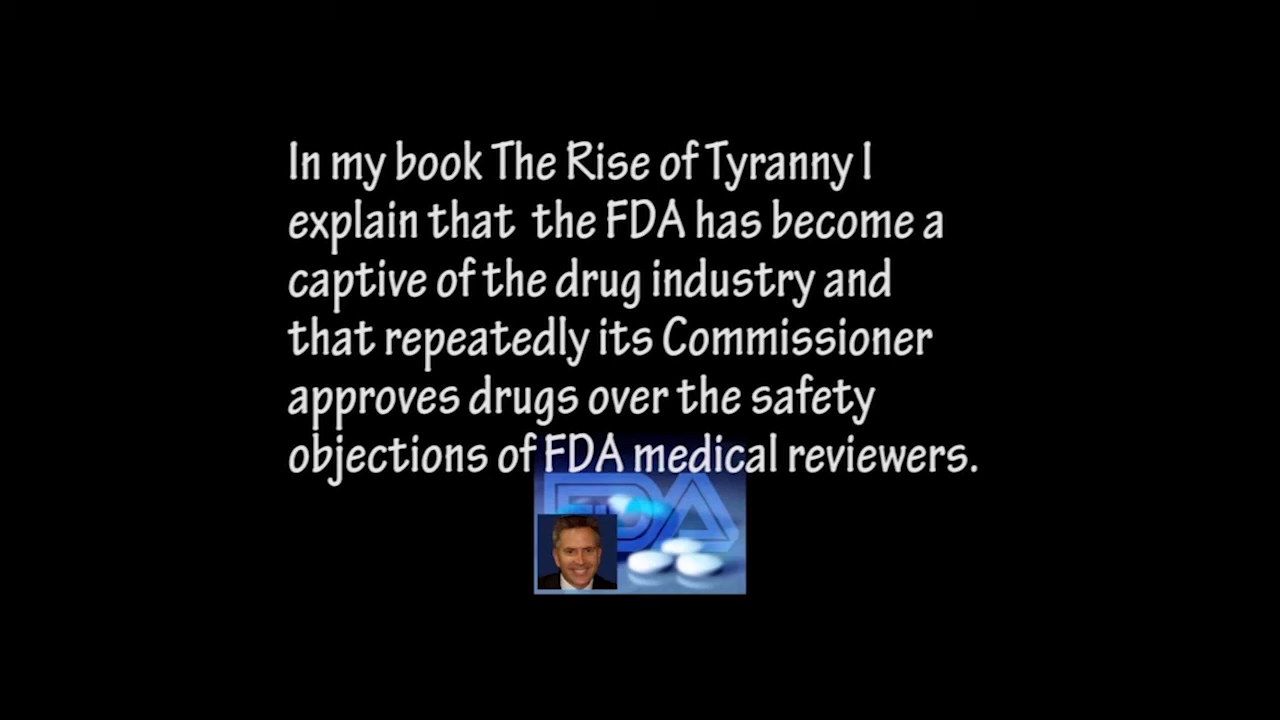 In my book The Rise of Tyranny I
explain that the FDA has become a
captive of the drug industry and
that repeatedly its Commissioner
approves drugs over the safety
objections of FDA medical reviewers.
FDA